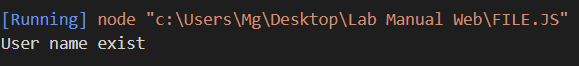 [Running] node "c:\Users\Mg\Desktop\Lab Manual Web\FILE.JS"
User name exist